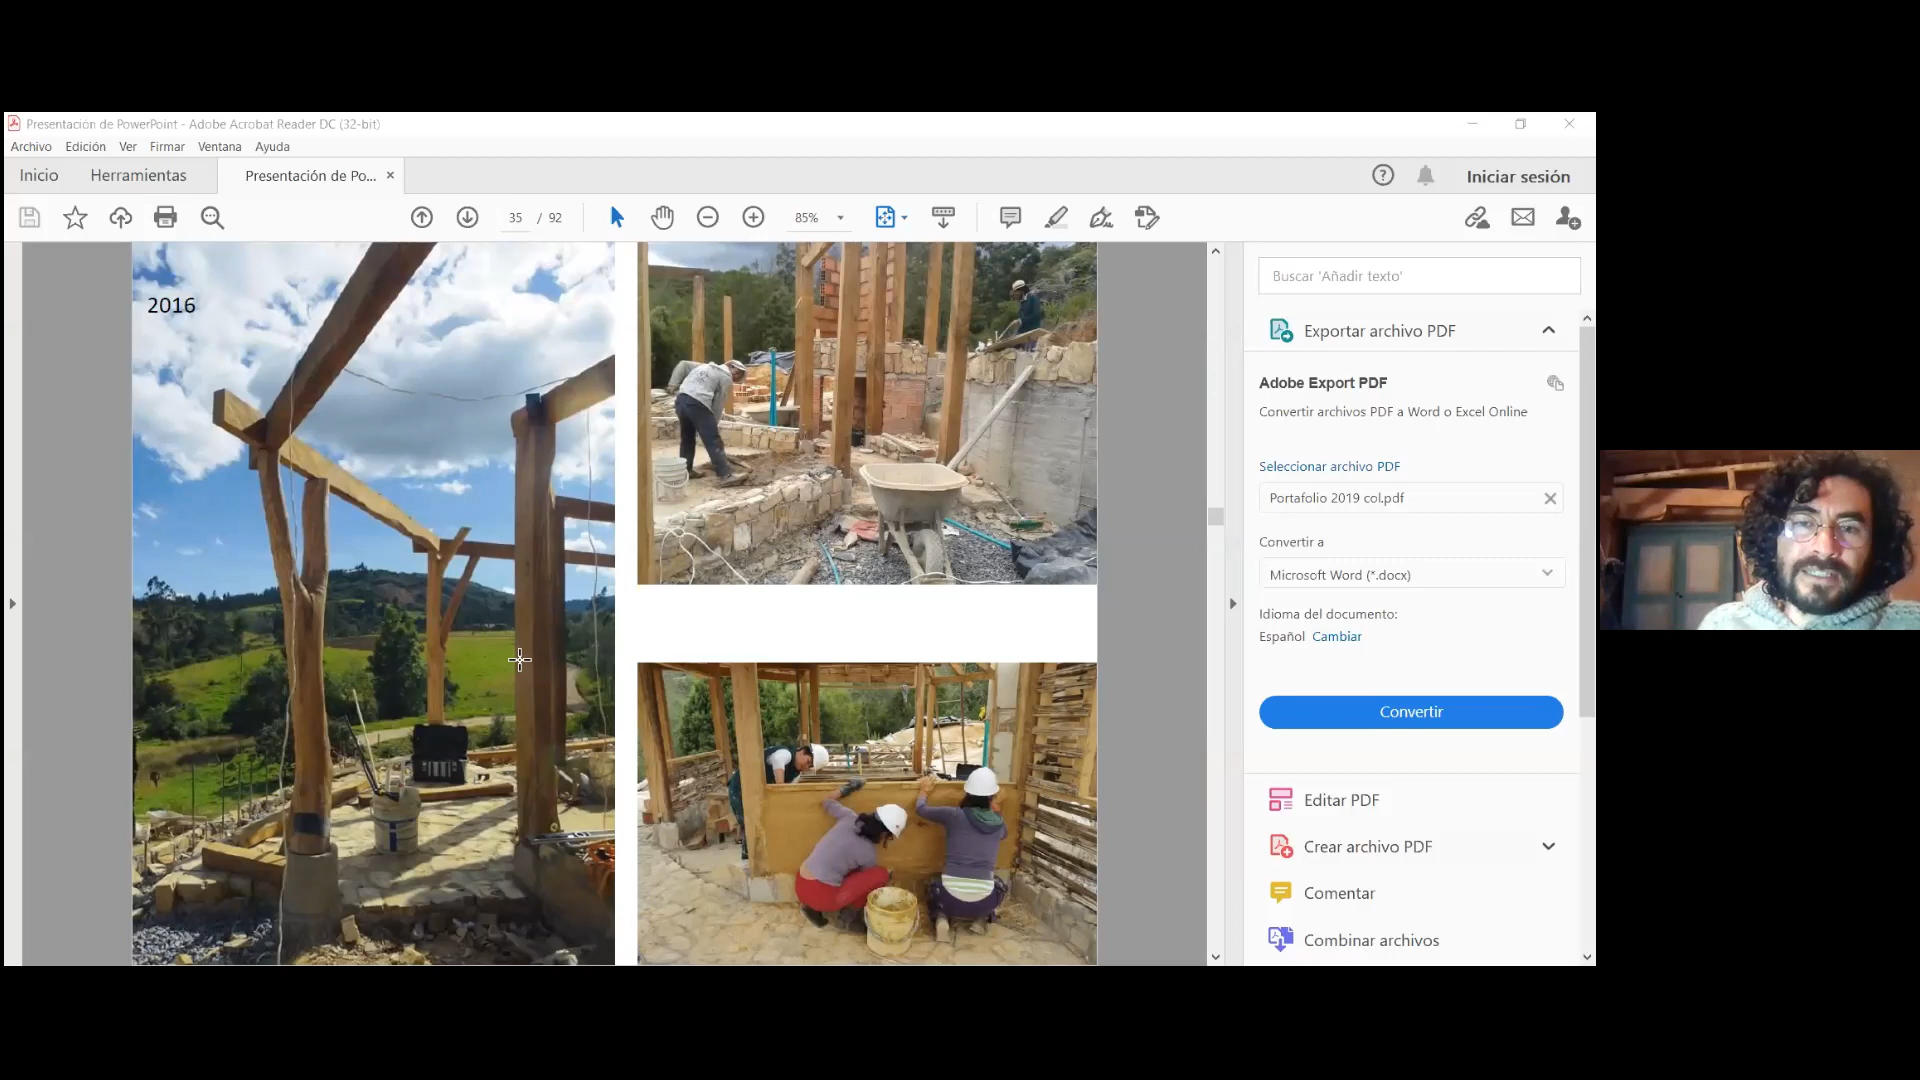 Presentación de PowerPoint - Adobe Acrobat Reader DC (32-bit)
Archivo Edición Ver Firmar Ventana Ayuda
Inicio Herramientas Presentación de Po... × Iniciar sesión
35 / 92 85%
2016
Buscar 'Añadir texto'
Exportar archivo PDF
Adobe Export PDF
Convertir archivos PDF a Word o Excel Online
Seleccionar archivo PDF
Portafolio 2019 col.pdf
Convertir a
Microsoft Word (*.docx)
Idioma del documento:
Español Cambiar
Convertir
Editar PDF
Crear archivo PDF
Comentar
Combinar archivos